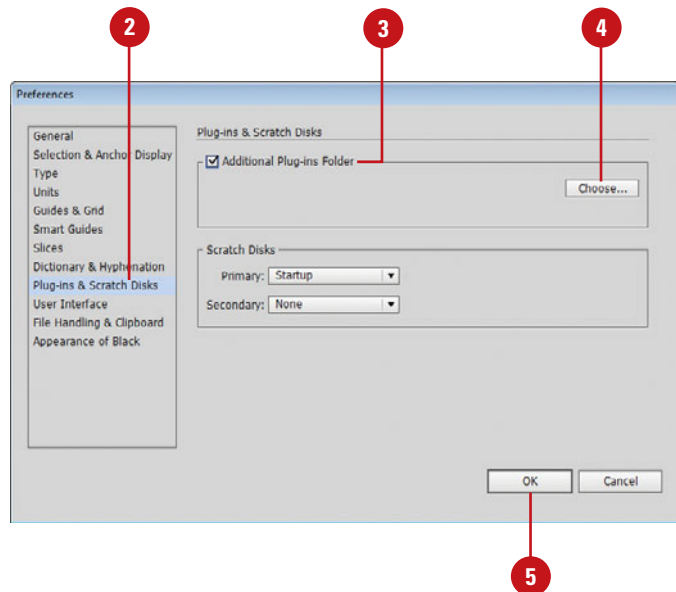 2 3 4
Preferences
General
Selection & Anchor Display
Type
Units
Guides & Grid
Smart Guides
Slices
Dictionary & Hyphenation
Plug-ins & Scratch Disks
User Interface
File Handling & Clipboard
Appearance of Black
Plug-ins & Scratch Disks
Additional Plug-ins Folder
Choose...
Scratch Disks
Primary: Startup
Secondary: None
OK Cancel
5